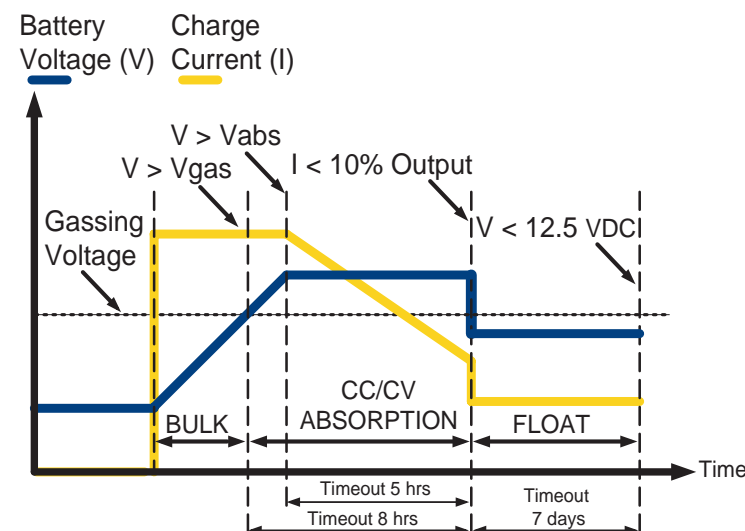 Battery
Voltage (V)
Charge
Current (I)
V > Vabs
V > Vgas
I < 10% Output
Gassing
Voltage
V < 12.5 VDC
CC/CV
BULK
ABSORPTION
FLOAT
Time
Timeout 5 hrs
Timeout 8 hrs
Timeout
7 days